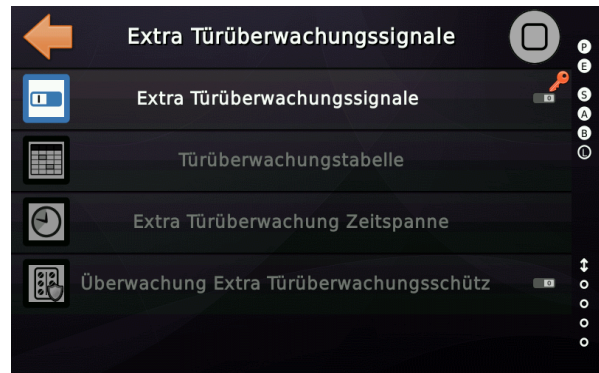 Extra Türüberwachungssignale
P
E
Extra Türüberwachungssignale
S
A
B
L
Türüberwachungstabelle
Extra Türüberwachung Zeitspanne
Überwachung Extra Türüberwachungsschütz